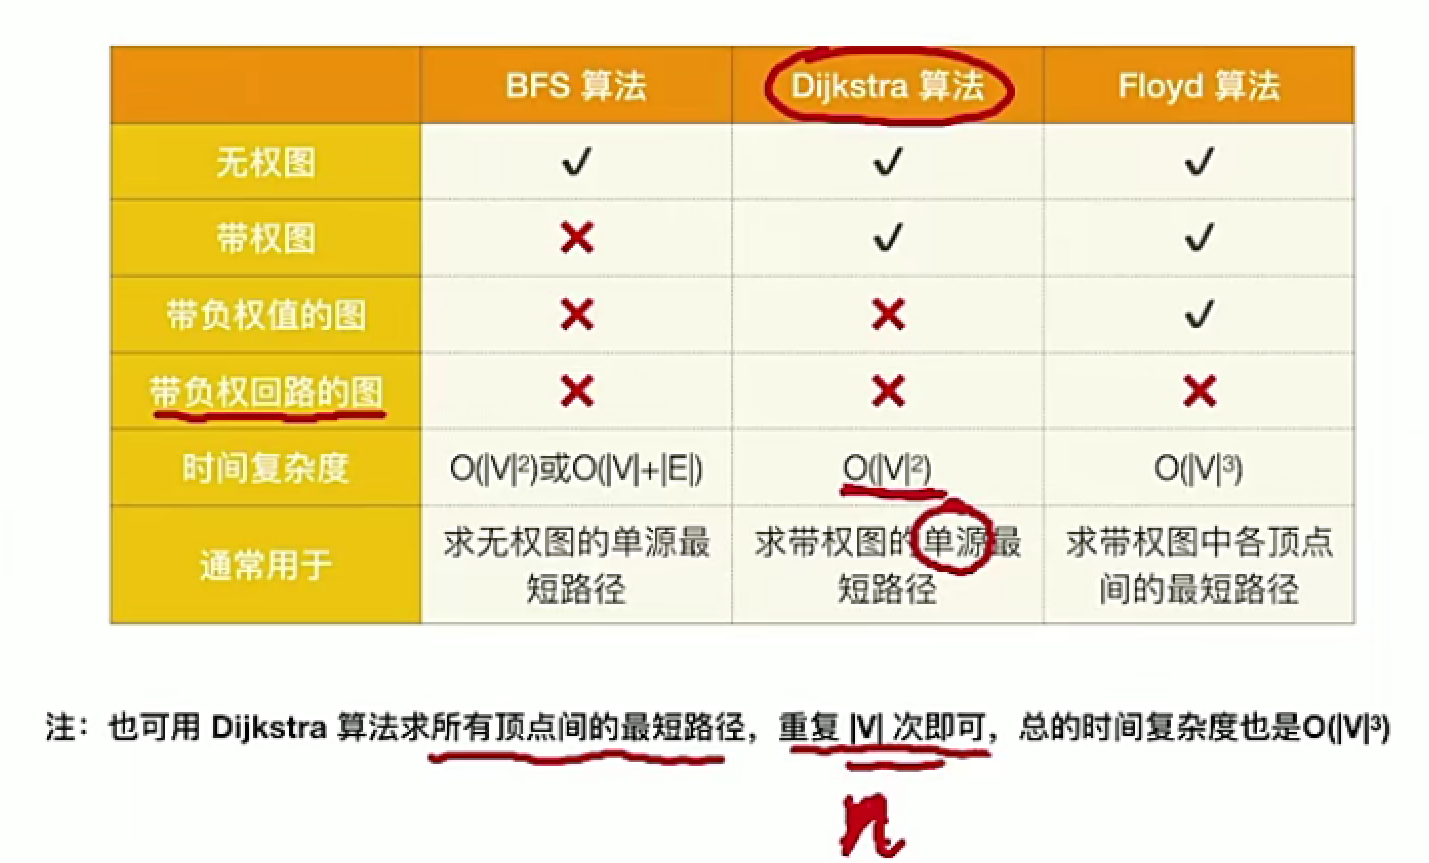 BFS 算法 Dijkstra 算法 Floyd 算法
无权图 ✓ ✓ ✓
带权图 ✕ ✓ ✓
带负权值的图 ✕ ✕ ✓
带负权回路的图 ✕ ✕ ✕
时间复杂度 O(|V|²)或O(|V|+|E|) O(|V|²) O(|V|³)
通常用于 求无权图的单源最 求带权图的单源最 求带权图中各顶点
短路径 短路径 间的最短路径
注：也可用 Dijkstra 算法求所有顶点间的最短路径，重复 |V| 次即可，总的时间复杂度也是O(|V|³)
n